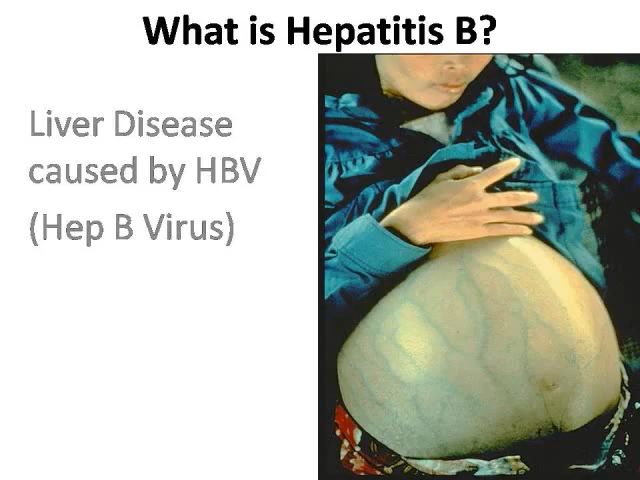 What is Hepatitis B?
Liver Disease
caused by HBV
(Hep B Virus)